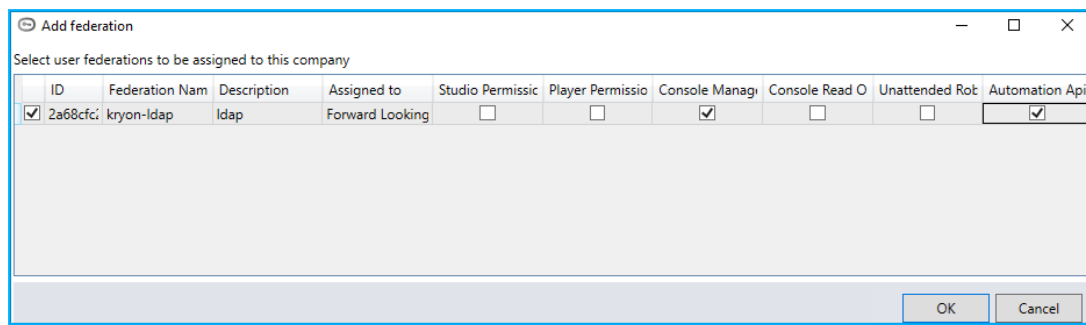 Add federation
Select user federations to be assigned to this company
ID Federation Nam Description Assigned to Studio Permissic Player Permissio Console Manag Console Read O Unattended Rob Automation Api
2a68cfc2 kryon-ldap ldap Forward Looking
OK Cancel